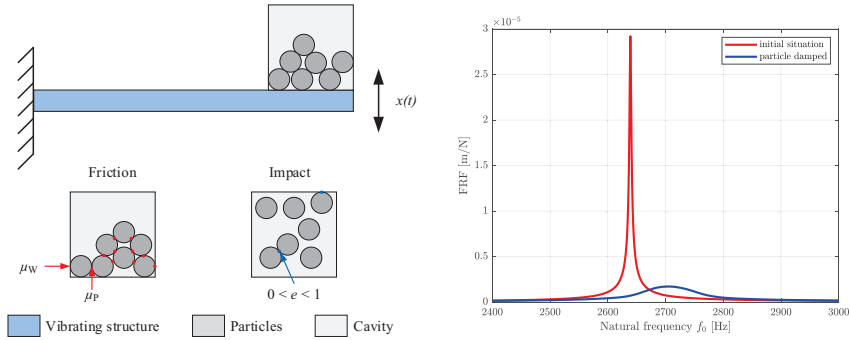 x(t)
Friction
Impact
μW
μP
0 < e < 1
Vibrating structure
Particles
Cavity
×10⁻⁵
3
2.5
2
1.5
1
0.5
0
FRF [m/N]
initial situation
particle damped
2400
2500
2600
2700
2800
2900
3000
Natural frequency f₀ [Hz]